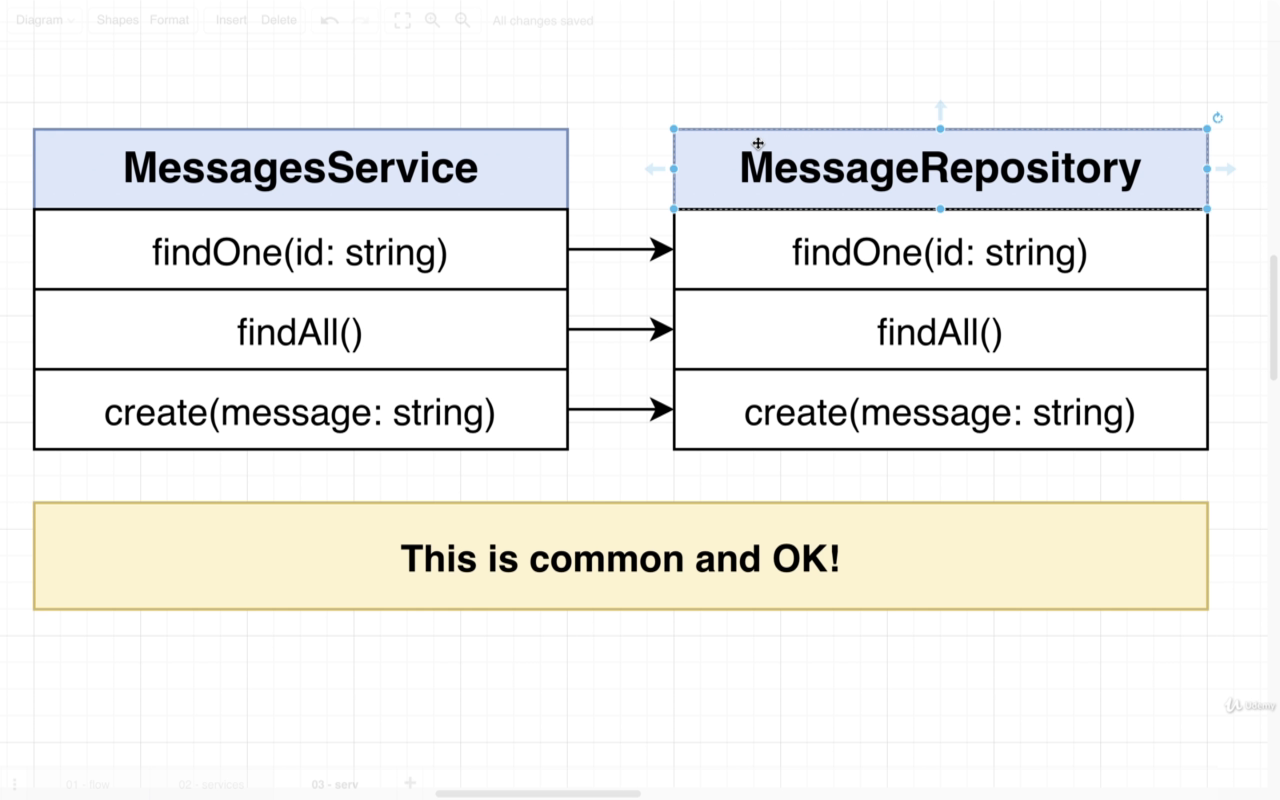 Diagram Shapes Format Insert Delete All changes saved
MessagesService
findOne(id: string)
findAll()
create(message: string)
MessageRepository
findOne(id: string)
findAll()
create(message: string)
This is common and OK!
Udemy
01 - flow 02 - services 03 - serv